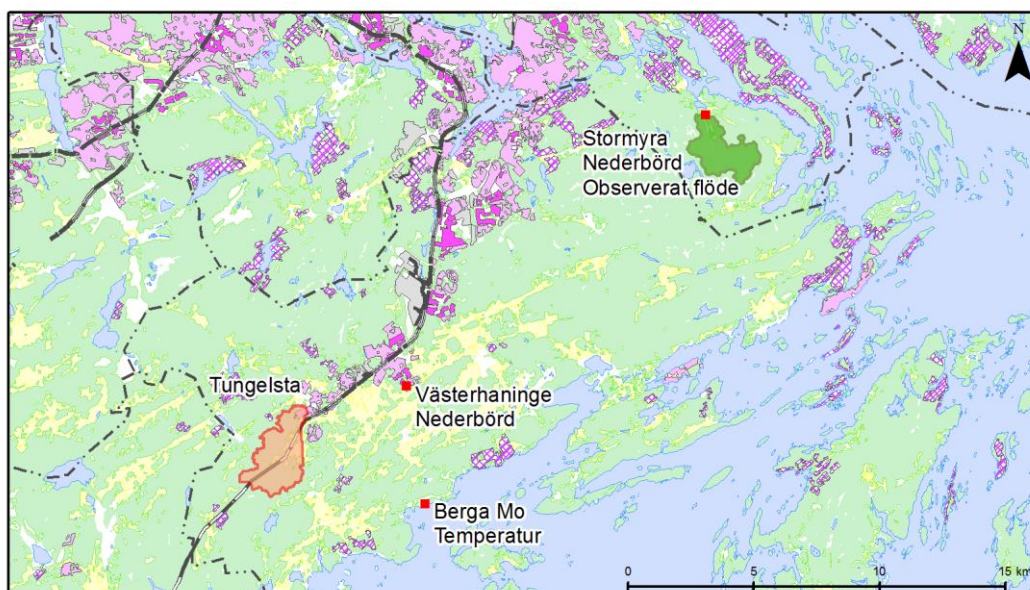 N
Stormyra
Nederbörd
Observerat flöde
Tungelsta
Västerhaninge
Nederbörd
Berga Mo
Temperatur
0 5 10 15 km